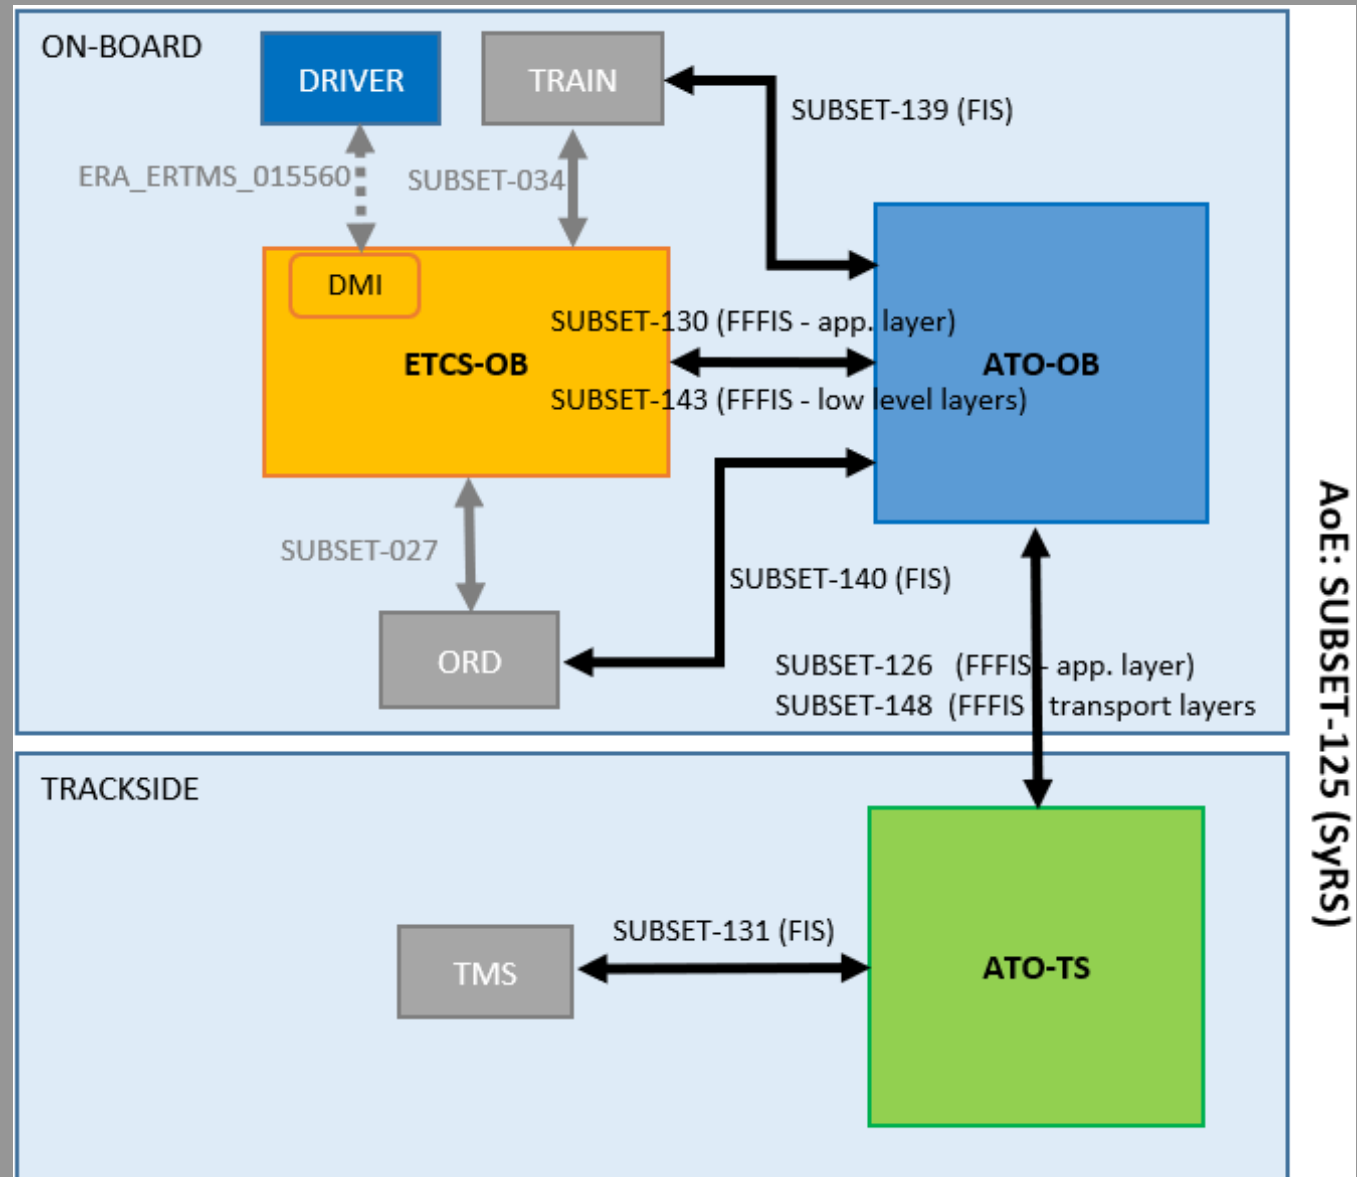 ON-BOARD
DRIVER
TRAIN
SUBSET-139 (FIS)
ERA_ERTMS_015560
SUBSET-034
DMI
SUBSET-130 (FFFIS - app. layer)
ETCS-OB
ATO-OB
SUBSET-143 (FFFIS - low level layers)
SUBSET-027
SUBSET-140 (FIS)
ORD
SUBSET-126 (FFFIS - app. layer)
SUBSET-148 (FFFIS - transport layers
AoE: SUBSET-125 (SyRS)
TRACKSIDE
SUBSET-131 (FIS)
TMS
ATO-TS